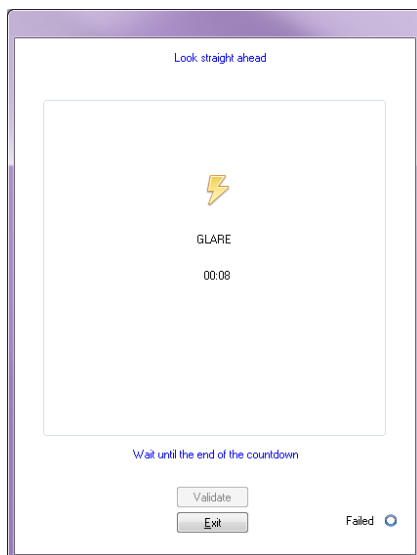 Look straight ahead
GLARE
00:08
Wait until the end of the countdown
Validate
Exit
Failed